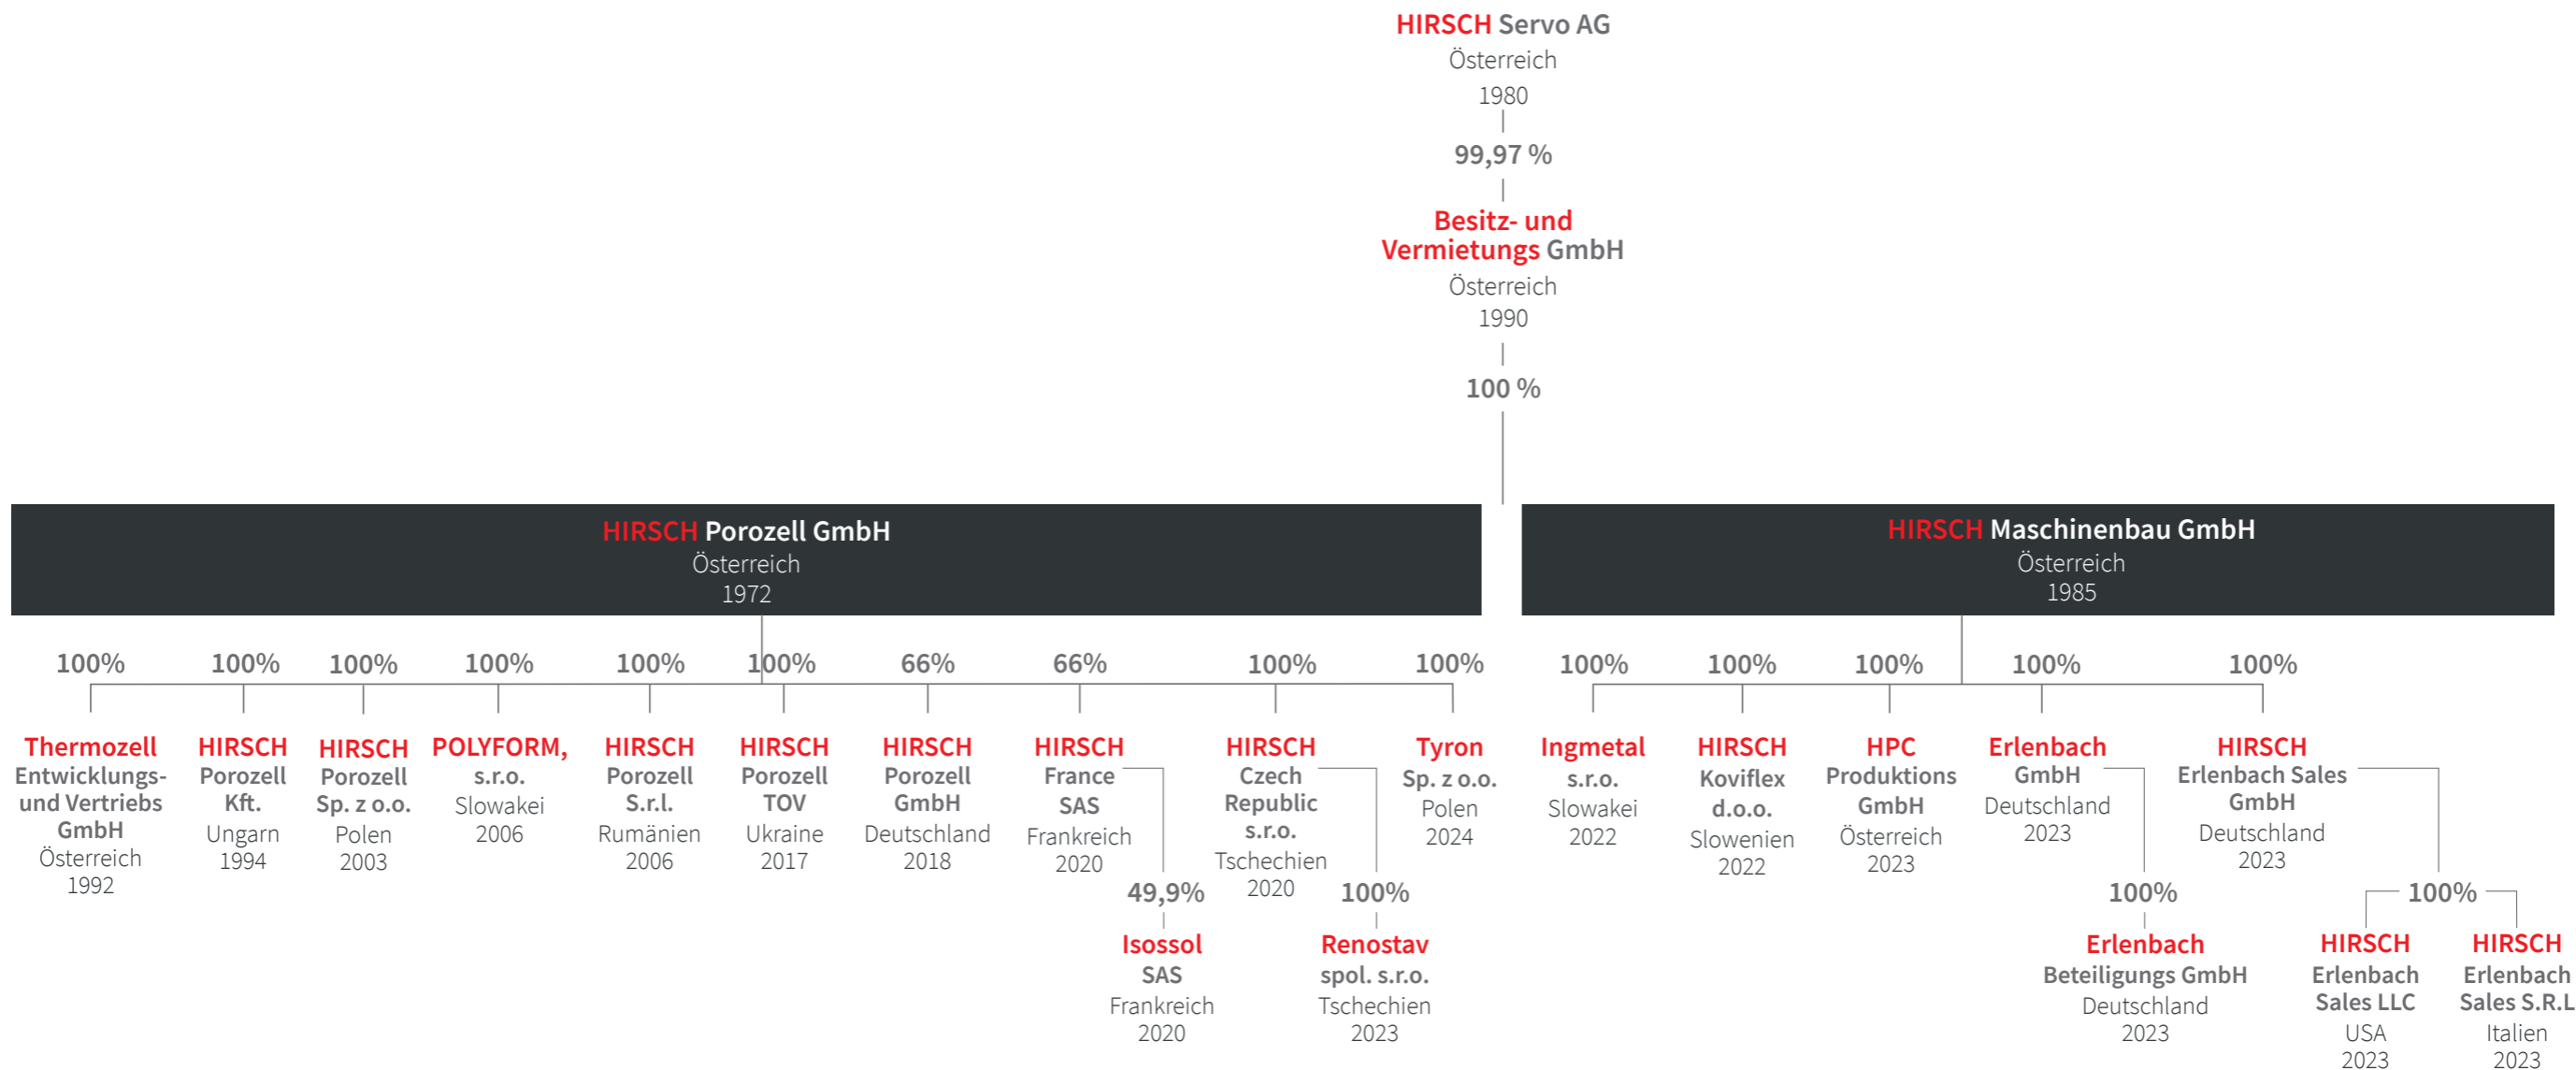 HIRSCH Servo AG
Österreich
1980
99,97 %
Besitz- und
Vermietungs GmbH
Österreich
1990
100 %
HIRSCH Porozell GmbH
Österreich
1972
HIRSCH Maschinenbau GmbH
Österreich
1985
100%
Thermozell
Entwicklungs-
und Vertriebs
GmbH
Österreich
1992
100%
HIRSCH
Porozell
Kft.
Ungarn
1994
100%
HIRSCH
Porozell
Sp. z o.o.
Polen
2003
100%
POLYFORM,
s.r.o.
Slowakei
2006
100%
HIRSCH
Porozell
S.r.l.
Rumänien
2006
100%
HIRSCH
Porozell
TOV
Ukraine
2017
66%
HIRSCH
Porozell
GmbH
Deutschland
2018
66%
HIRSCH
France
SAS
Frankreich
2020
49,9%
Isossol
SAS
Frankreich
2020
100%
HIRSCH
Czech
Republic
s.r.o.
Tschechien
2020
100%
Renostav
spol. s.r.o.
Tschechien
2023
100%
Tyron
Sp. z o.o.
Polen
2024
100%
Ingmetal
s.r.o.
Slowakei
2022
100%
HIRSCH
Koviflex
d.o.o.
Slowenien
2022
100%
HPC
Produktions
GmbH
Österreich
2023
100%
Erlenbach
GmbH
Deutschland
2023
100%
Erlenbach
Beteiligungs GmbH
Deutschland
2023
100%
HIRSCH
Erlenbach Sales
GmbH
Deutschland
2023
100%
HIRSCH
Erlenbach
Sales LLC
USA
2023
HIRSCH
Erlenbach
Sales S.R.L
Italien
2023